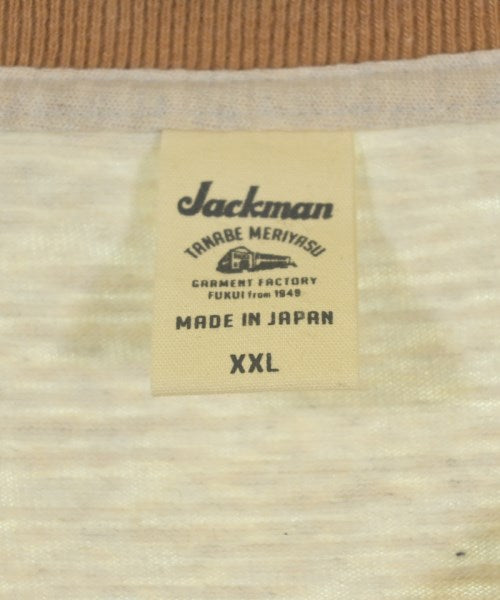 Jackman
TANABE MERIYASU
GARMENT FACTORY
FUKUI from 1949
MADE IN JAPAN
XXL